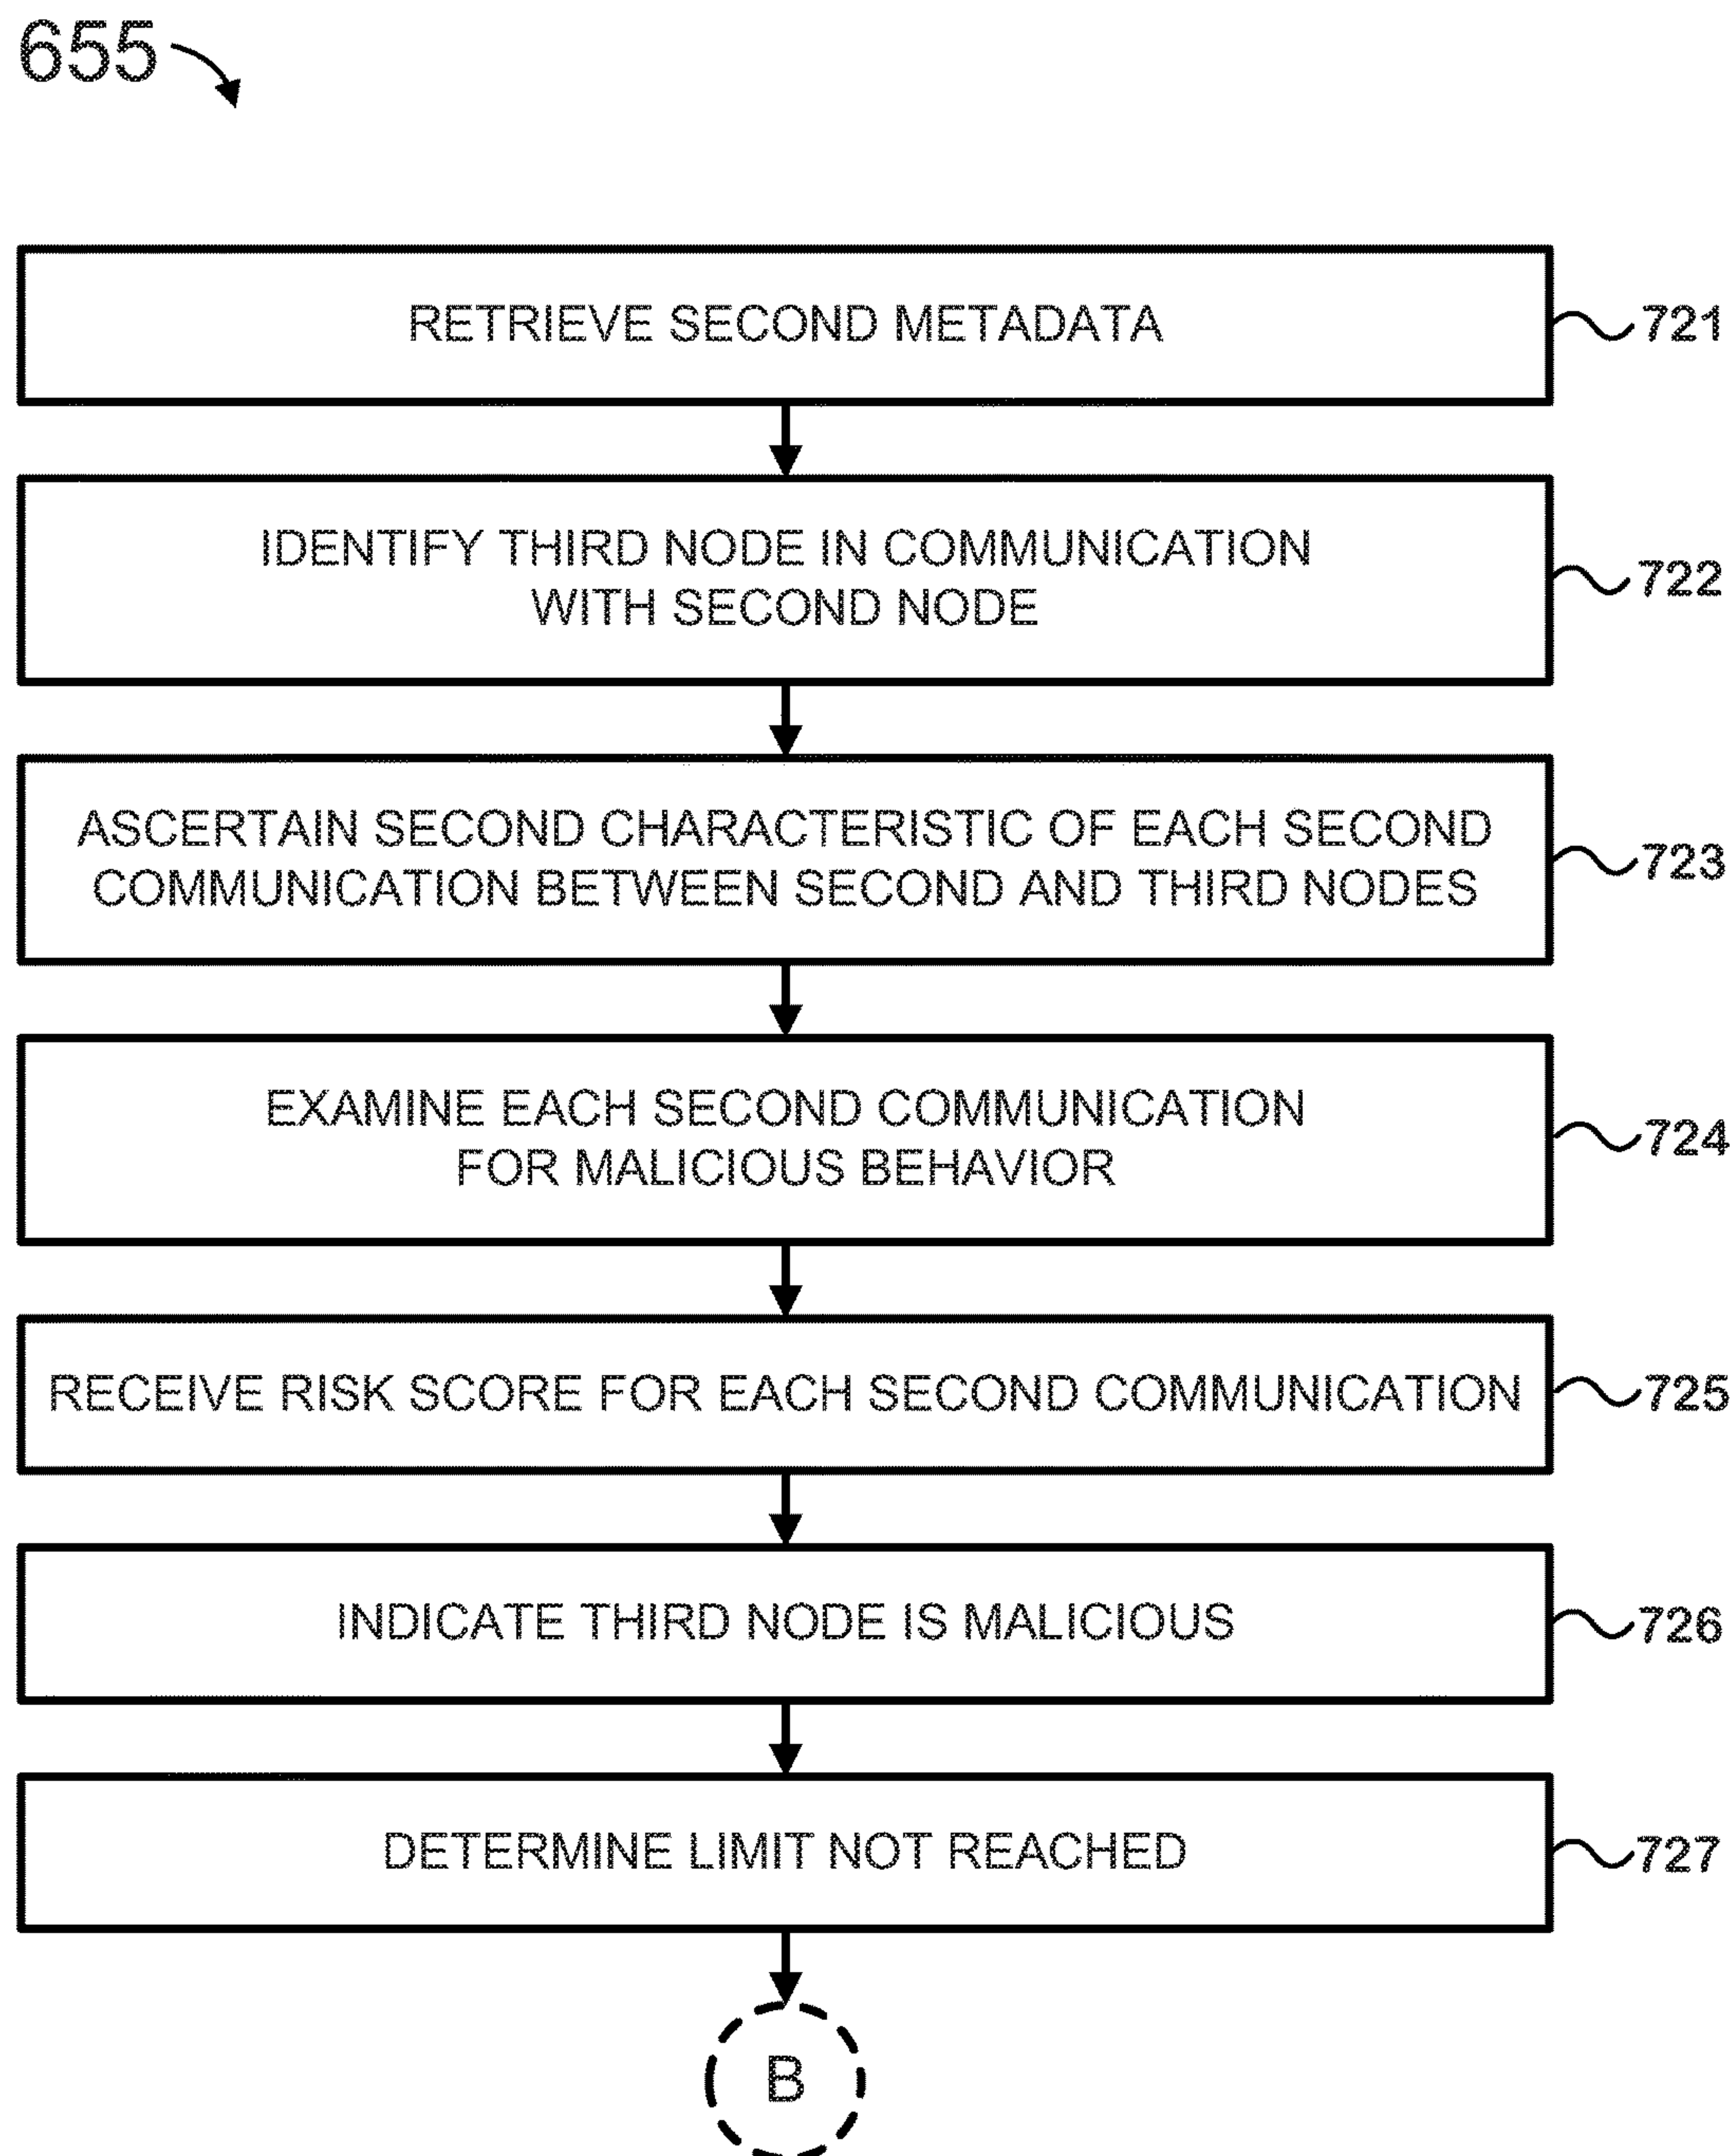 655
RETRIEVE SECOND METADATA
721
IDENTIFY THIRD NODE IN COMMUNICATION
WITH SECOND NODE
722
ASCERTAIN SECOND CHARACTERISTIC OF EACH SECOND
COMMUNICATION BETWEEN SECOND AND THIRD NODES
723
EXAMINE EACH SECOND COMMUNICATION
FOR MALICIOUS BEHAVIOR
724
RECEIVE RISK SCORE FOR EACH SECOND COMMUNICATION
725
INDICATE THIRD NODE IS MALICIOUS
726
DETERMINE LIMIT NOT REACHED
727
B